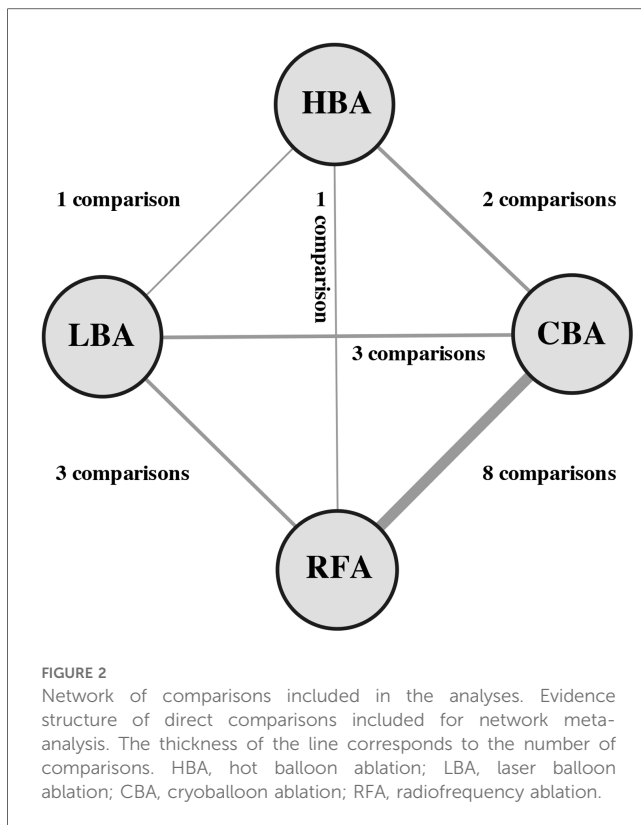 HBA
1 comparison
1
comparison
2 comparisons
LBA
CBA
3 comparisons
3 comparisons
8 comparisons
RFA
FIGURE 2
Network of comparisons included in the analyses. Evidence
structure of direct comparisons included for network meta-
analysis. The thickness of the line corresponds to the number of
comparisons. HBA, hot balloon ablation; LBA, laser balloon
ablation; CBA, cryoballoon ablation; RFA, radiofrequency ablation.